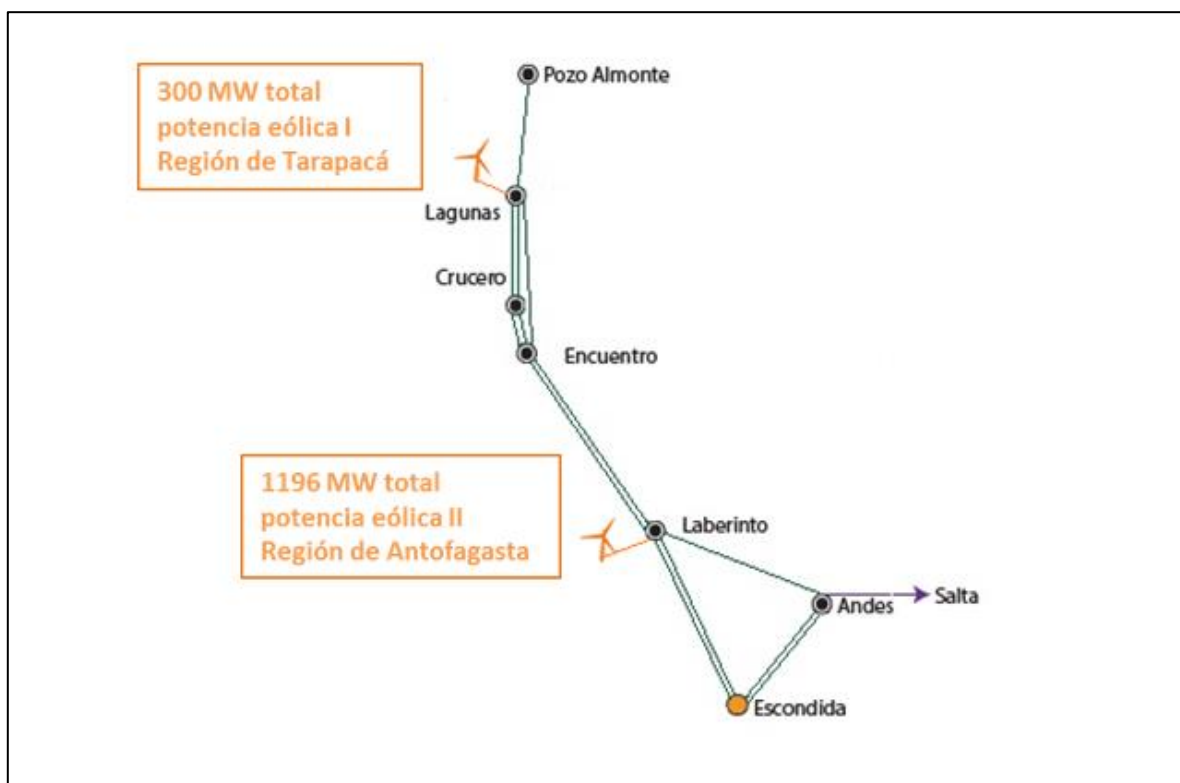 Pozo Almonte
300 MW total
potencia eólica I
Región de Tarapacá
Lagunas
Crucero
Encuentro
1196 MW total
potencia eólica II
Región de Antofagasta
Laberinto
Salta
Andes
Escondida